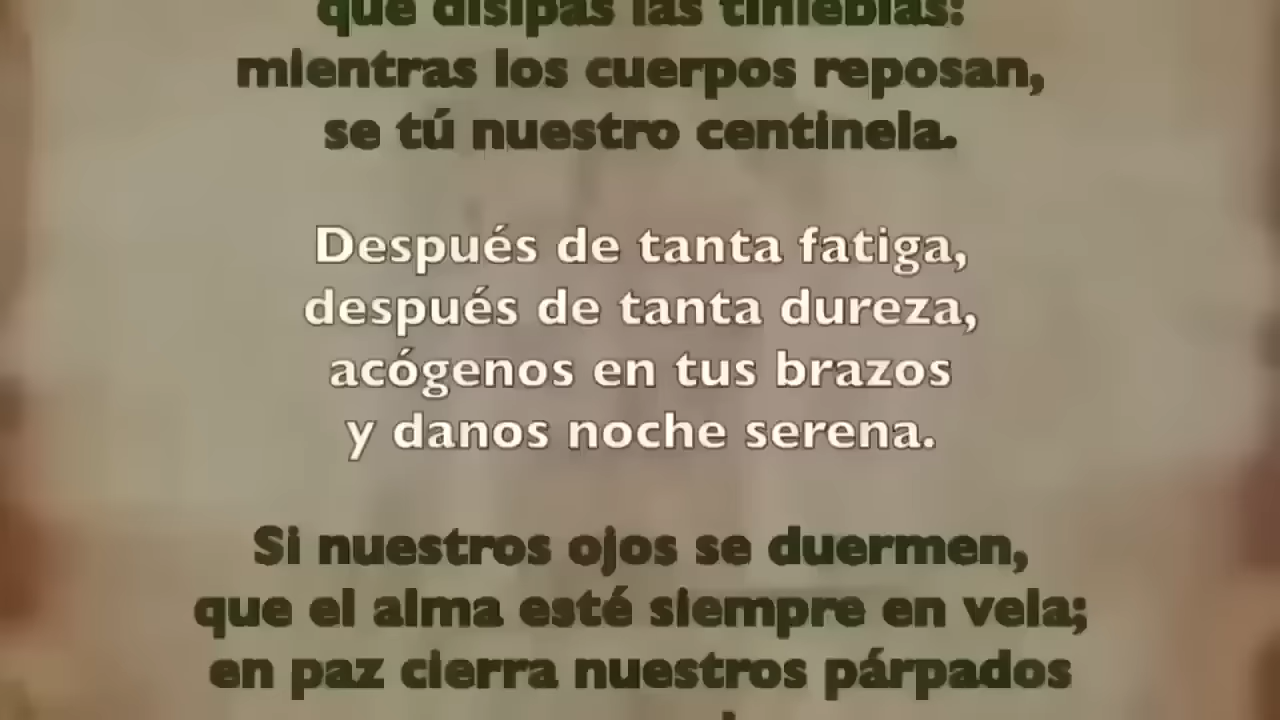 que disipas las tinieblas:
mientras los cuerpos reposan,
se tú nuestro centinela.
Después de tanta fatiga,
después de tanta dureza,
acógenos en tus brazos
y danos noche serena.
Si nuestros ojos se duermen,
que el alma esté siempre en vela;
en paz cierra nuestros párpados